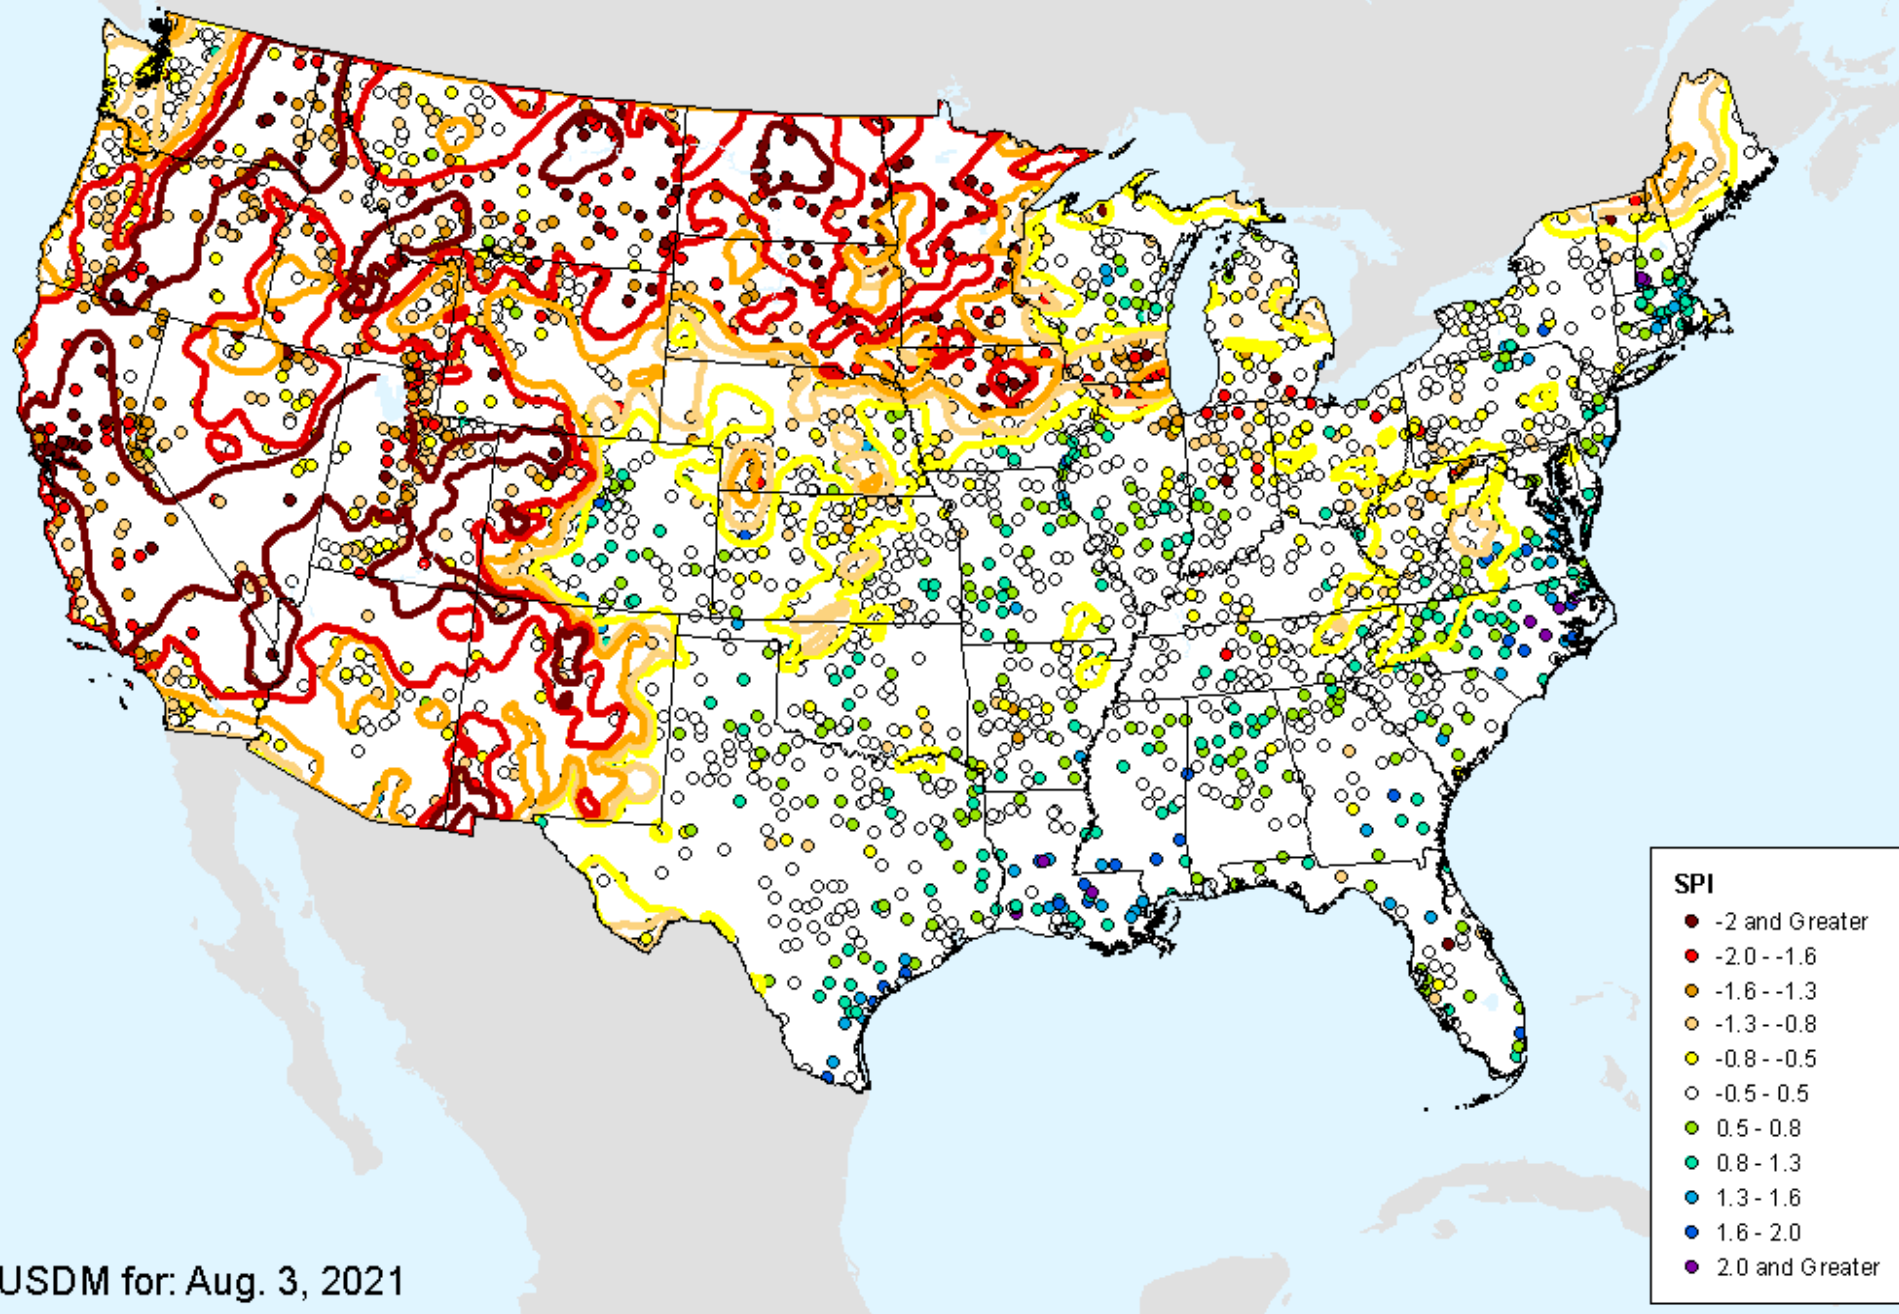 SPI
-2 and Greater
-2.0 - -1.6
-1.6 - -1.3
-1.3 - -0.8
-0.8 - -0.5
-0.5 - 0.5
0.5 - 0.8
0.8 - 1.3
1.3 - 1.6
1.6 - 2.0
2.0 and Greater
USDM for: Aug. 3, 2021